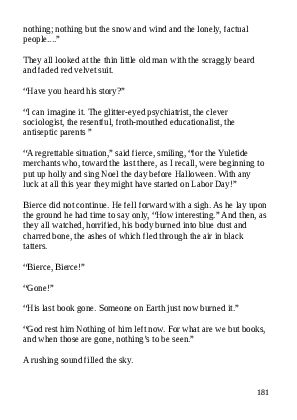 nothing; nothing but the snow and wind and the lonely, factual
people...."
They all looked at the thin little old man with the scraggly beard
and faded red velvet suit.
"Have you heard his story?"
"I can imagine it. The glitter-eyed psychiatrist, the clever
sociologist, the resentful, froth-mouthed educationalist, the
antiseptic parents "
"A regrettable situation," said fierce, smiling, "for the Yuletide
merchants who, toward the last there, as I recall, were beginning to
put up holly and sing Noel the day before Halloween. With any
luck at all this year they might have started on Labor Day!"
Bierce did not continue. He fell forward with a sigh. As he lay upon
the ground he had time to say only, "How interesting." And then, as
they all watched, horrified, his body burned into blue dust and
charred bone, the ashes of which fled through the air in black
tatters.
"Bierce, Bierce!"
"Gone!"
"His last book gone. Someone on Earth just now burned it."
"God rest him Nothing of him left now. For what are we but books,
and when those are gone, nothing's to be seen."
A rushing sound filled the sky.
181